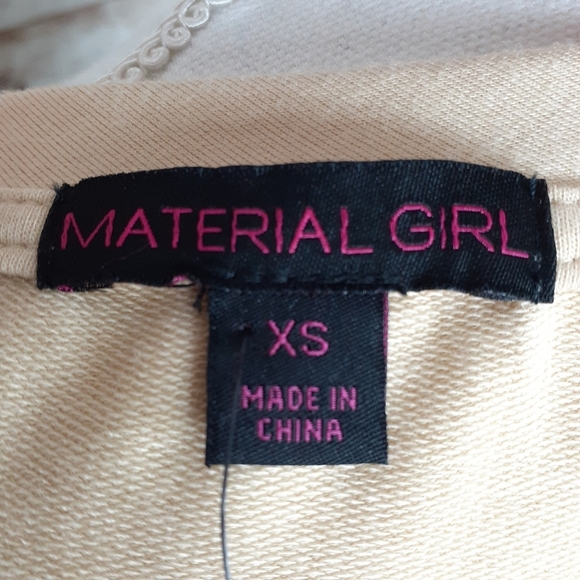 MATERIAL GIRL
XS
MADE IN
CHINA